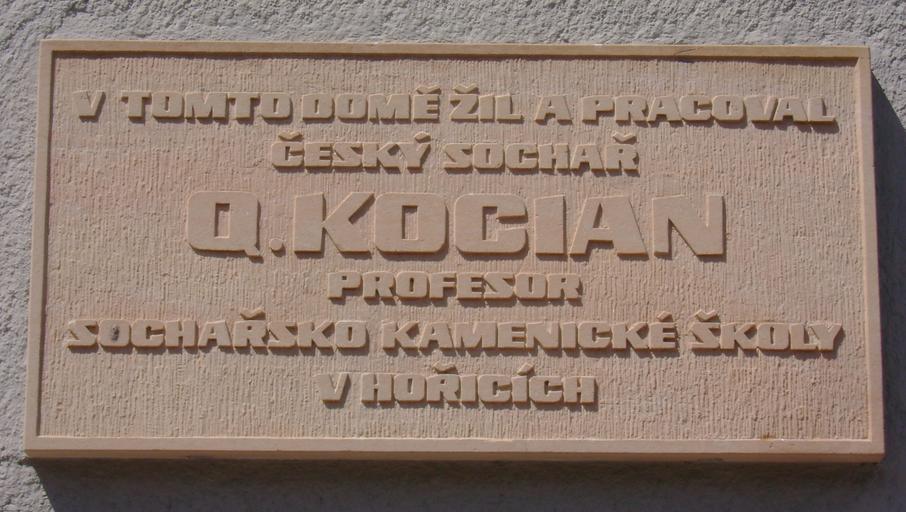 V TOMTO DOMĚ ŽIL A PRACOVAL
ČESKÝ SOCHAŘ
Q. KOCIAN
PROFESOR
SOCHAŘSKO KAMENICKÉ ŠKOLY
V HOŘICÍCH